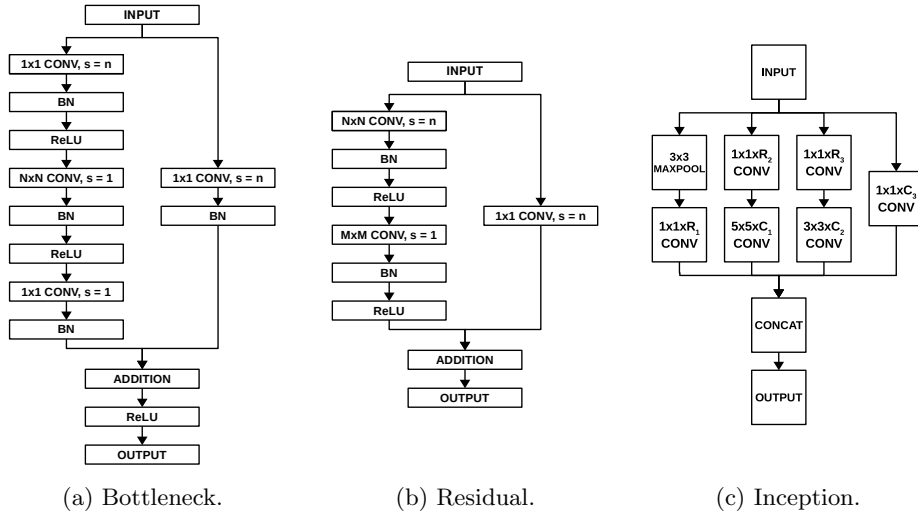 INPUT
1x1 CONV, s = n
BN
ReLU
NxN CONV, s = 1
BN
ReLU
1x1 CONV, s = 1
BN
1x1 CONV, s = n
BN
ADDITION
ReLU
OUTPUT
(a) Bottleneck.
INPUT
NxN CONV, s = n
BN
ReLU
MxM CONV, s = 1
BN
ReLU
1x1 CONV, s = n
ADDITION
OUTPUT
(b) Residual.
INPUT
3x3
MAXPOOL
1x1xR₁
CONV
1x1xR₂
CONV
5x5xC₁
CONV
1x1xR₃
CONV
3x3xC₂
CONV
1x1xC₃
CONV
CONCAT
OUTPUT
(c) Inception.